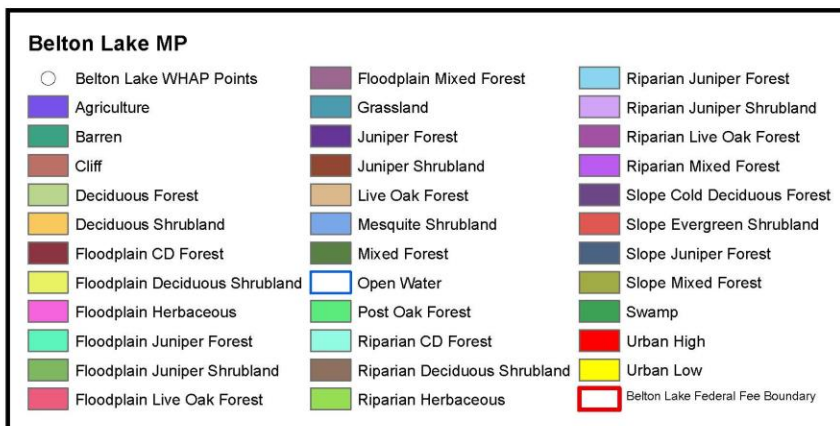 Belton Lake MP
Belton Lake WHAP Points
Agriculture
Barren
Cliff
Deciduous Forest
Deciduous Shrubland
Floodplain CD Forest
Floodplain Deciduous Shrubland
Floodplain Herbaceous
Floodplain Juniper Forest
Floodplain Juniper Shrubland
Floodplain Live Oak Forest
Floodplain Mixed Forest
Grassland
Juniper Forest
Juniper Shrubland
Live Oak Forest
Mesquite Shrubland
Mixed Forest
Open Water
Post Oak Forest
Riparian CD Forest
Riparian Deciduous Shrubland
Riparian Herbaceous
Riparian Juniper Forest
Riparian Juniper Shrubland
Riparian Live Oak Forest
Riparian Mixed Forest
Slope Cold Deciduous Forest
Slope Evergreen Shrubland
Slope Juniper Forest
Slope Mixed Forest
Swamp
Urban High
Urban Low
Belton Lake Federal Fee Boundary